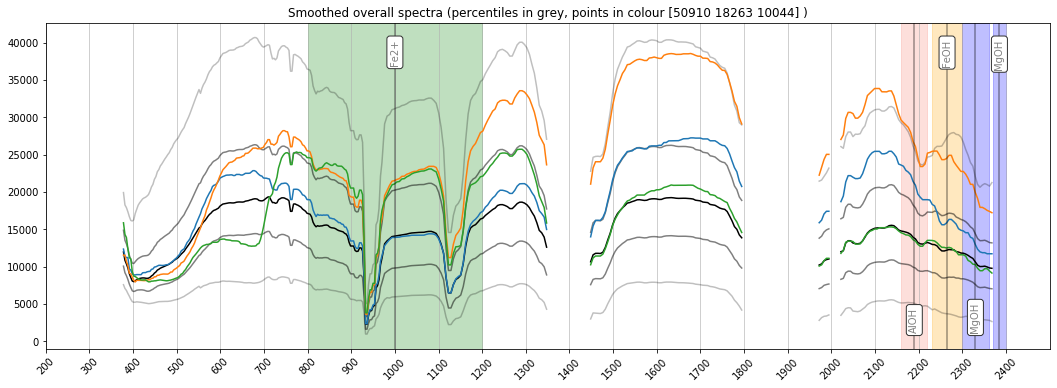 Smoothed overall spectra (percentiles in grey, points in colour [50910 18263 10044] )
40000
35000
30000
25000
20000
15000
10000
5000
0
Fe2+
AlOH
FeOH
MgOH
MgOH
200 300 400 500 600 700 800 900 1000 1100 1200 1300 1400 1500 1600 1700 1800 1900 2000 2100 2200 2300 2400